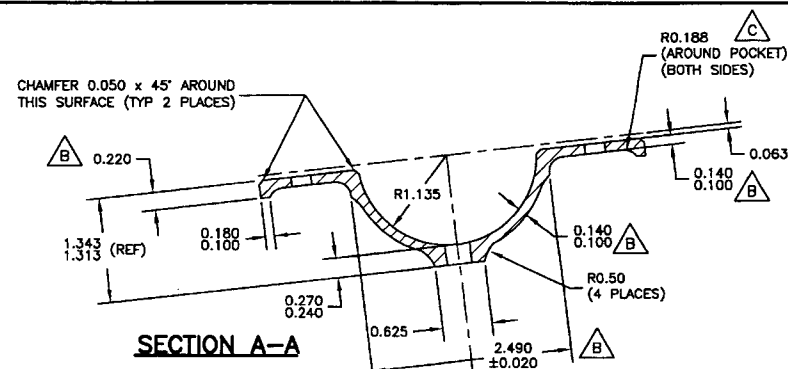 R0.188
(AROUND POCKET)
(BOTH SIDES)
C
CHAMFER 0.050 x 45° AROUND
THIS SURFACE (TYP 2 PLACES)
B 0.220
0.063
0.140
0.100 B
R1.135
0.180
0.100
0.140
0.100 B
1.343
1.313 (REF)
R0.50
(4 PLACES)
0.270
0.240
0.625
2.490
±0.020 B
SECTION A-A